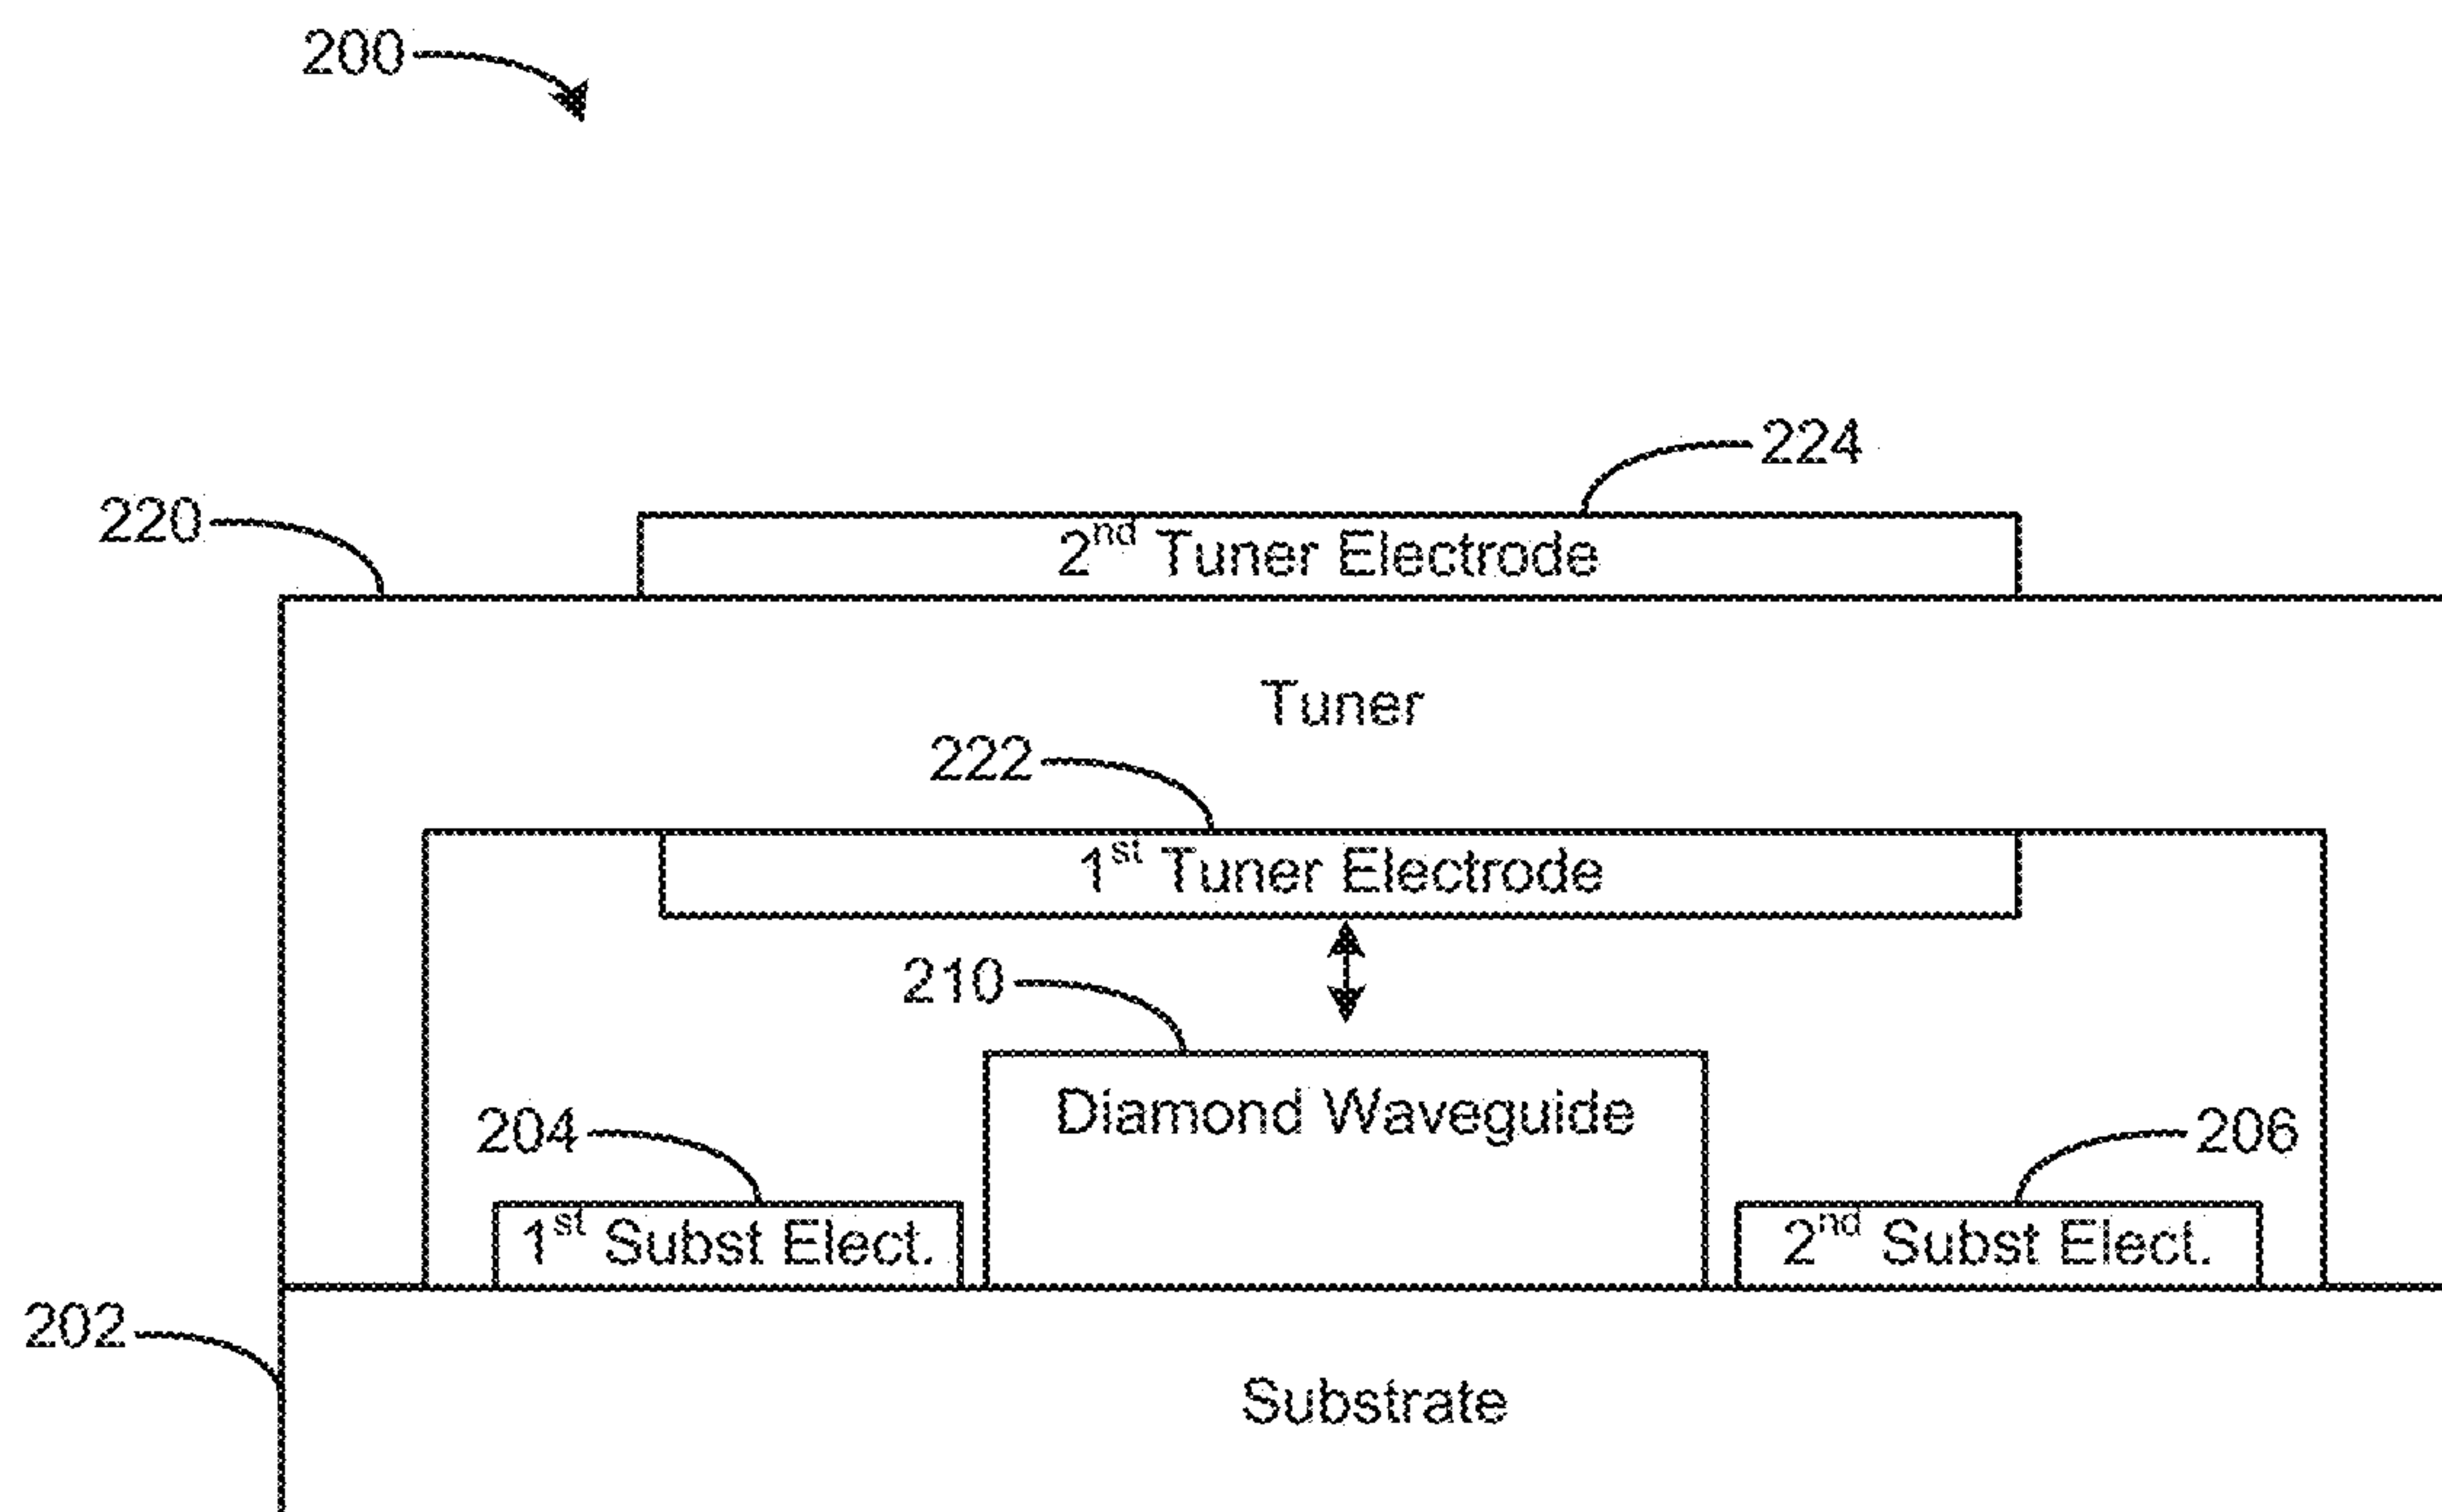 200
224
220
2nd Tuner Electrode
Tuner
222
1st Tuner Electrode
210
Diamond Waveguide
204
206
1st Subst Elect.
2nd Subst Elect.
202
Substrate